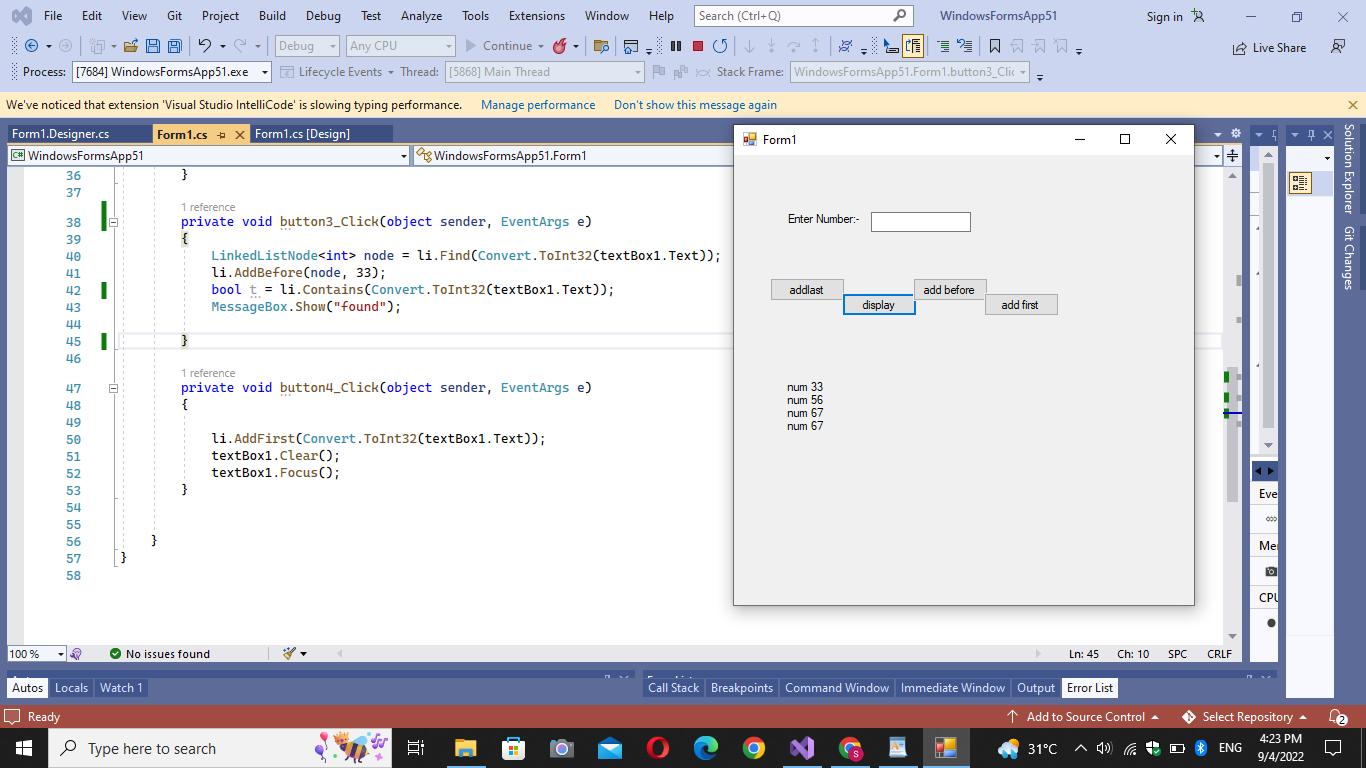 File Edit View Git Project Build Debug Test Analyze Tools Extensions Window Help Search (Ctrl+Q) WindowsFormsApp51 Sign in
Debug Any CPU Continue Live Share
Process: [7684] WindowsFormsApp51.exe Lifecycle Events Thread: [5868] Main Thread Stack Frame: WindowsFormsApp51.Form1.button3_Clic
We've noticed that extension 'Visual Studio IntelliCode' is slowing typing performance. Manage performance Don't show this message again
Form1.Designer.cs Form1.cs Form1.cs [Design]
C# WindowsFormsApp51 WindowsFormsApp51.Form1
36 }
37
1 reference
38 private void button3_Click(object sender, EventArgs e)
39 {
40 LinkedListNode<int> node = li.Find(Convert.ToInt32(textBox1.Text));
41 li.AddBefore(node, 33);
42 bool t = li.Contains(Convert.ToInt32(textBox1.Text));
43 MessageBox.Show("found");
44
45 }
46
1 reference
47 private void button4_Click(object sender, EventArgs e)
48 {
49
50 li.AddFirst(Convert.ToInt32(textBox1.Text));
51 textBox1.Clear();
52 textBox1.Focus();
53 }
54
55
56 }
57 }
58
Form1
Enter Number:-
addlast add before
display add first
num 33
num 56
num 67
num 67
Solution Explorer
Git Changes
Eve
Me
CPU
100 % No issues found Ln: 45 Ch: 10 SPC CRLF
Autos Locals Watch 1 Call Stack Breakpoints Command Window Immediate Window Output Error List
Ready Add to Source Control Select Repository 2
Type here to search 31°C ENG 4:23 PM
9/4/2022